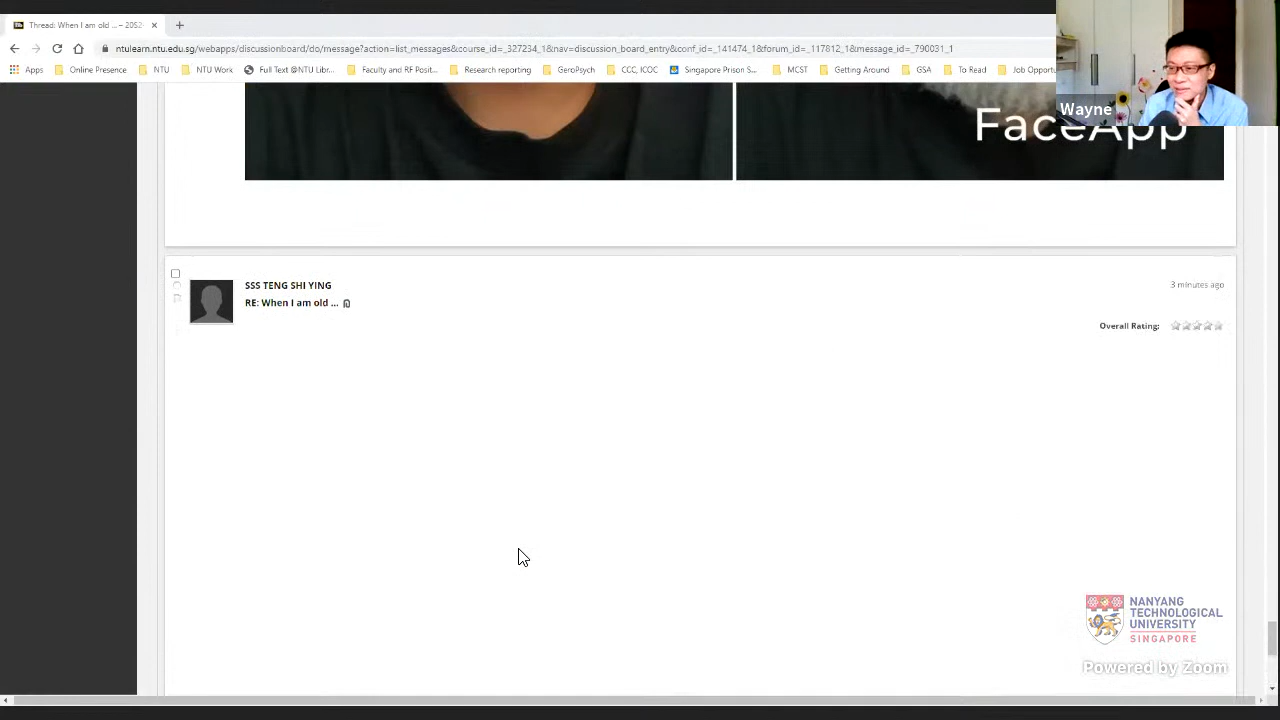 Thread: When I am old ... – 20S2-
ntulearn.ntu.edu.sg/webapps/discussionboard/do/message?action=list_messages&course_id=_327234_1&nav=discussion_board_entry&conf_id=_141474_1&forum_id=_117812_1&message_id=_790031_1
Apps Online Presence NTU NTU Work Full Text @NTU Libr... Faculty and RF Posit... Research reporting GeroPsych CCC, ICOC Singapore Prison S... MCST Getting Around GSA To Read Job Opportu
Wayne
FaceApp
SSS TENG SHI YING
3 minutes ago
RE: When I am old ...
Overall Rating:
NANYANG
TECHNOLOGICAL
UNIVERSITY
SINGAPORE
Powered by Zoom